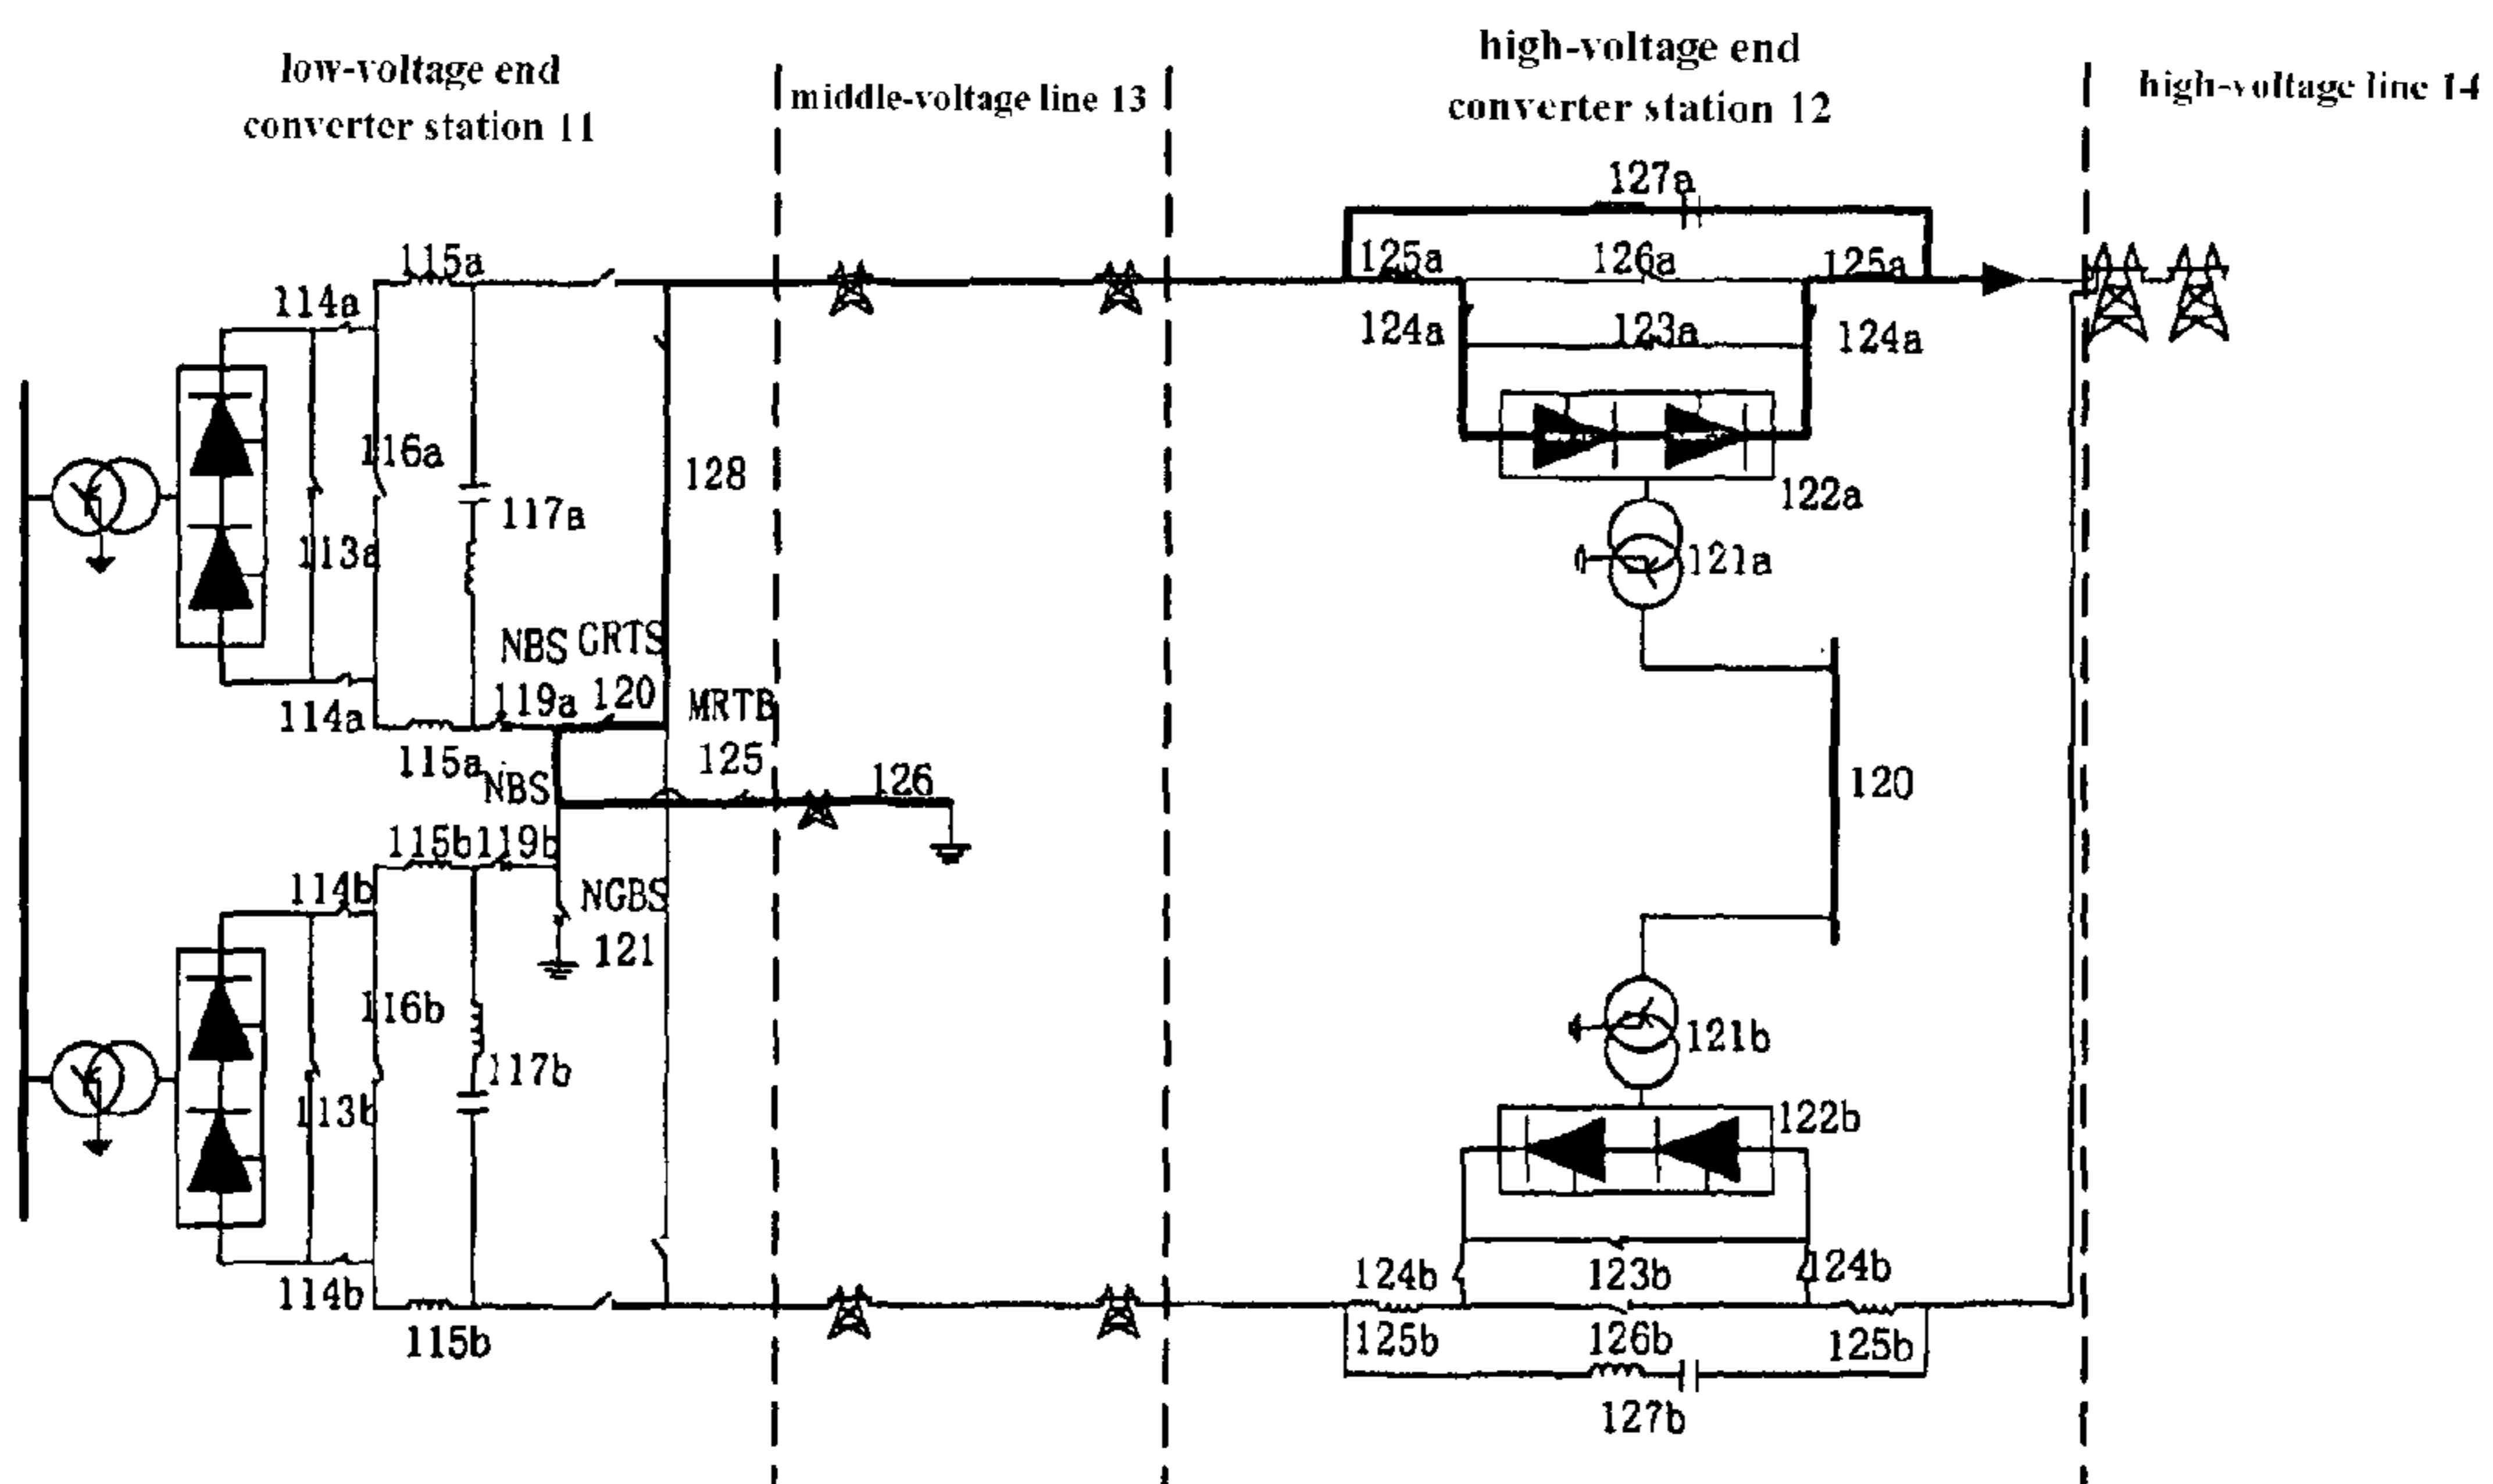 low-voltage end
converter station 11
middle-voltage line 13
high-voltage end
converter station 12
high-voltage line 14
127a
115a
125a
126a
125a
114a
124a
123a
124a
116a
128
122a
117a
113a
121a
NBS GRTS
119a 120
MRTB
114a
115a
125
NBS
126
120
115b 119b
114b
NGBS
121
116b
121b
117b
113b
122b
114b
124b
123b
124b
115b
125b
126b
125b
127b